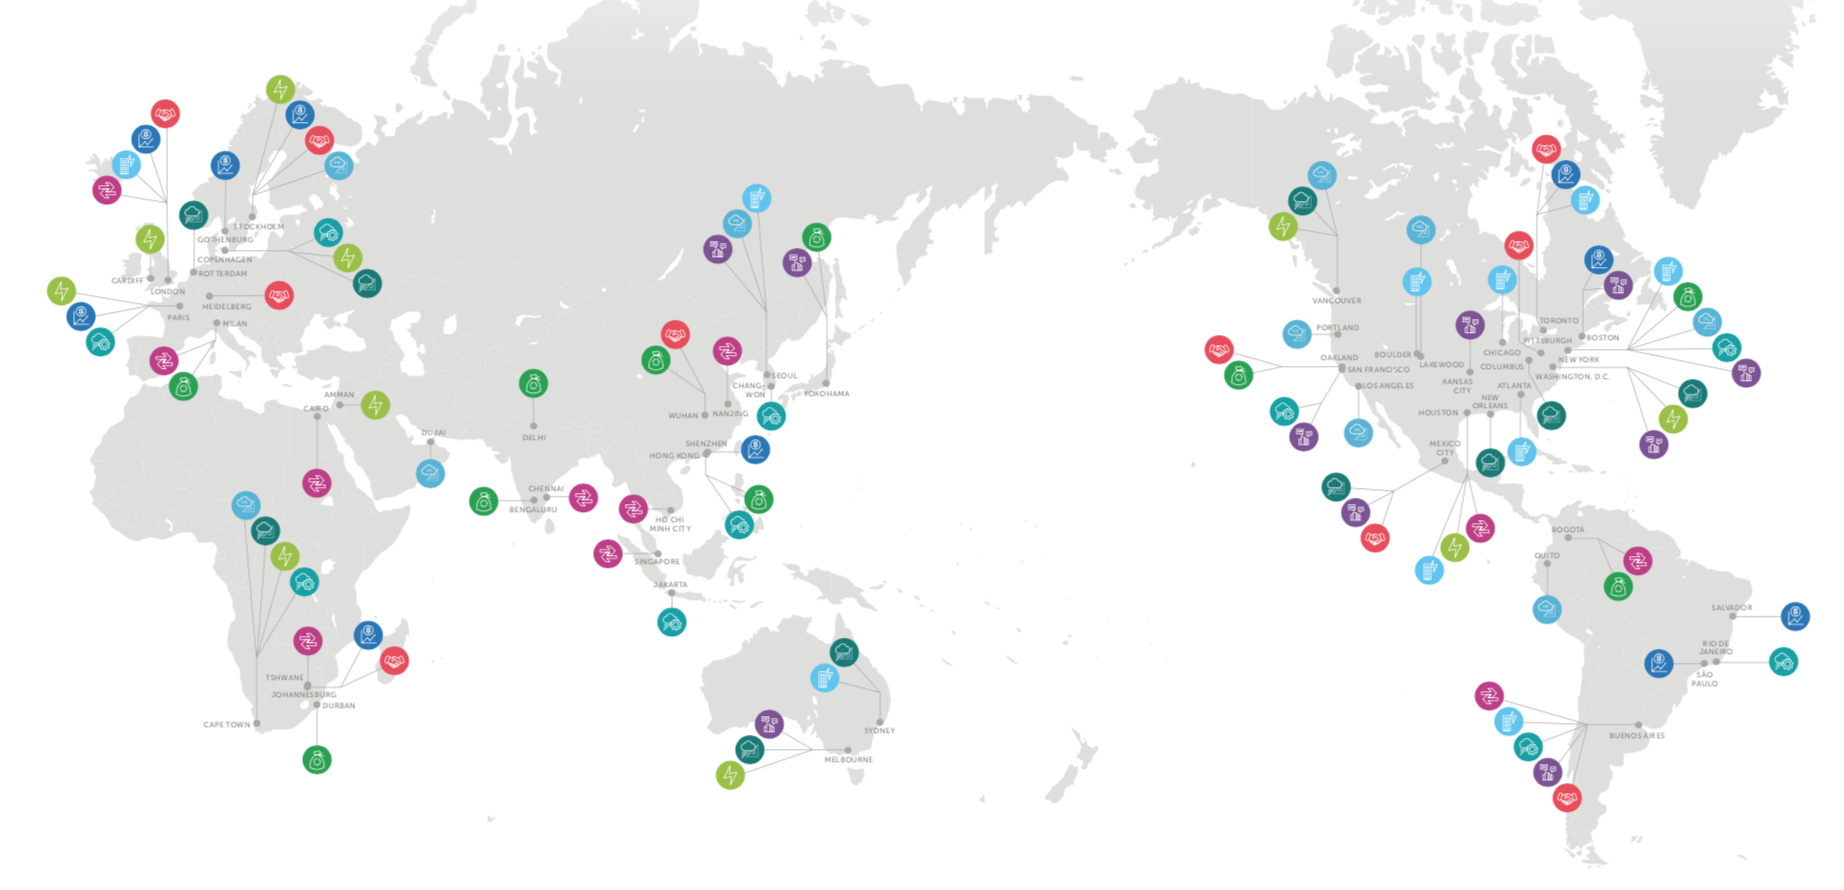 STOCKHOLM
GOTHENBURG
COPENHAGEN
ROTTERDAM
CARDIFF
LONDON
HEIDELBERG
PARIS
MILAN
AMMAN
CAIRO
DUBAI
DELHI
CHENNAI
BENGALURU
SEOUL
CHANG-
WON
YOKOHAMA
WUHAN
NANJING
SHENZHEN
HONG KONG
HO CHI
MINH CITY
SINGAPORE
JAKARTA
TSHWANE
JOHANNESBURG
DURBAN
CAPE TOWN
SYDNEY
MELBOURNE
VANCOUVER
PORTLAND
OAKLAND
SAN FRANCISCO
LOS ANGELES
BOULDER
LAKEWOOD
KANSAS
CITY
CHICAGO
COLUMBUS
TORONTO
PITTSBURGH
BOSTON
NEW YORK
WASHINGTON, D.C.
ATLANTA
NEW
ORLEANS
HOUSTON
MEXICO
CITY
BOGOTÁ
QUITO
SALVADOR
RIO DE
JANEIRO
SÃO
PAULO
BUENOS AIRES